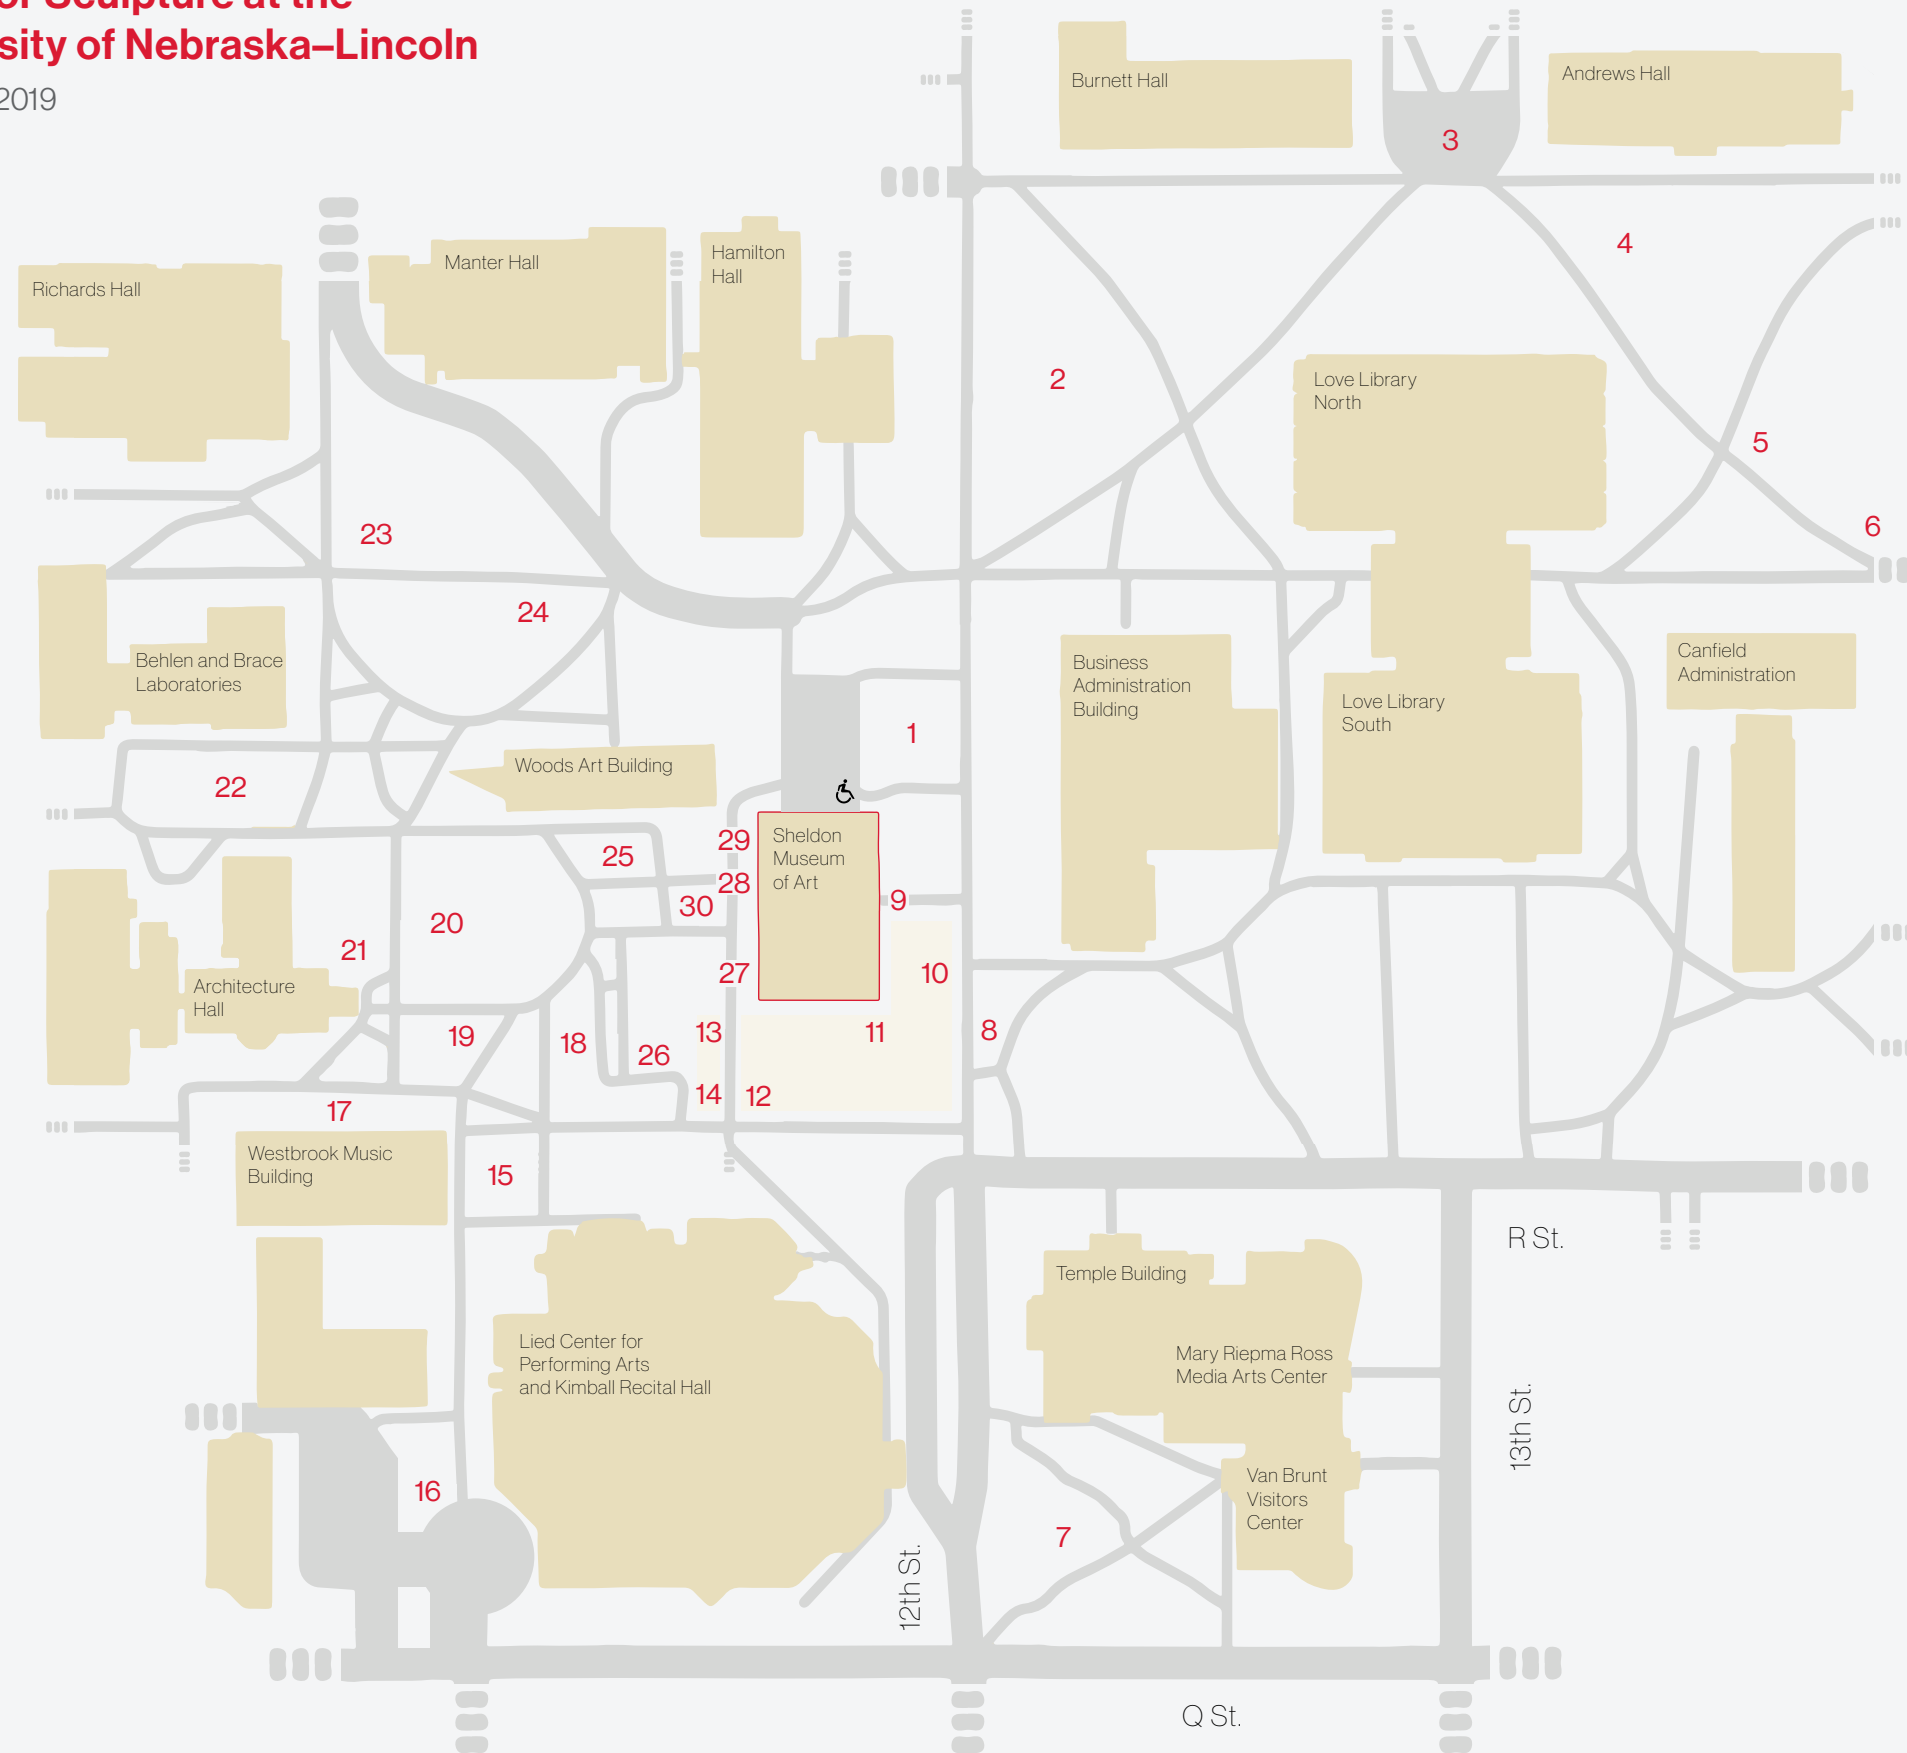 of Sculpture at the
sity of Nebraska–Lincoln
2019
Burnett Hall
Andrews Hall
3
4
Hamilton
Hall
Manter Hall
Richards Hall
2
Love Library
North
5
6
23
24
Behlen and Brace
Laboratories
Business
Administration
Building
Canfield
Administration
Love Library
South
1
Woods Art Building
22
Sheldon
Museum
of Art
29
25
28
9
30
20
21
27
10
Architecture
Hall
19
18
13
11
8
26
14
12
17
Westbrook Music
Building
15
R St.
Temple Building
Lied Center for
Performing Arts
and Kimball Recital Hall
Mary Riepma Ross
Media Arts Center
13th St.
16
Van Brunt
Visitors
Center
7
12th St.
Q St.